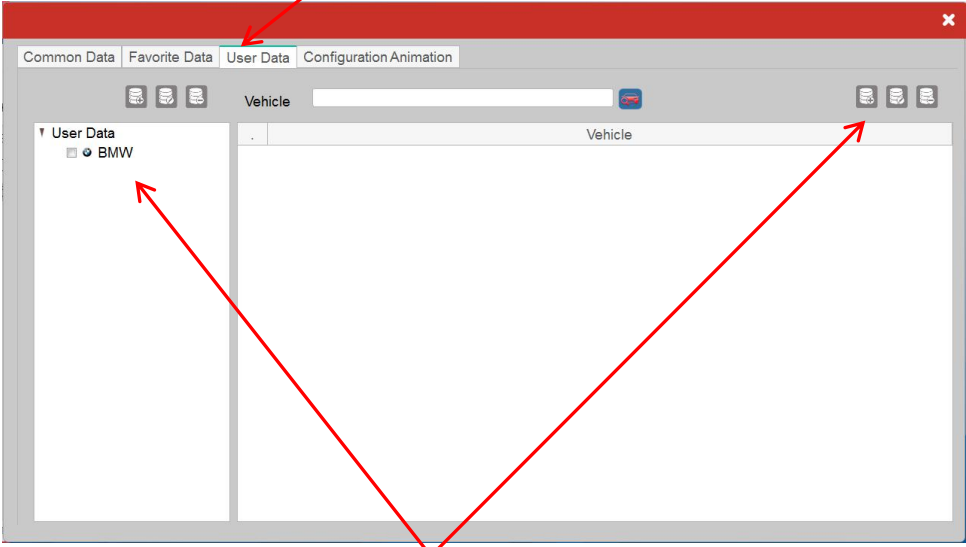 Common Data Favorite Data User Data Configuration Animation
Vehicle
User Data . Vehicle
BMW